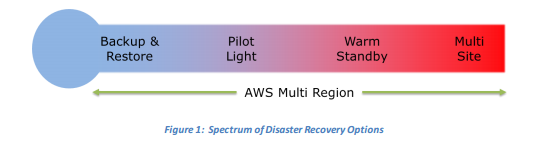 Backup & Restore
Pilot Light
Warm Standby
Multi Site
AWS Multi Region
Figure 1: Spectrum of Disaster Recovery Options